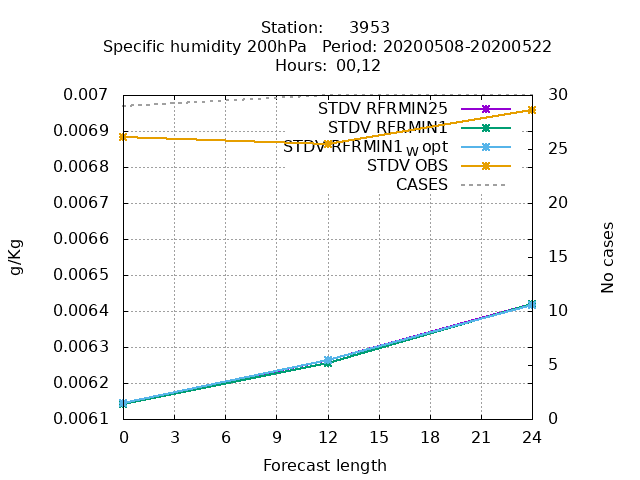 Station:     3953
Specific humidity 200hPa   Period: 20200508-20200522
Hours: 00,12
STDV RFRMIN25
STDV RFRMIN1
STDV RFRMIN1 W opt
STDV OBS
CASES
0.007
0.0069
0.0068
0.0067
0.0066
0.0065
0.0064
0.0063
0.0062
0.0061
g/Kg
30
25
20
15
10
5
0
No cases
0 3 6 9 12 15 18 21 24
Forecast length